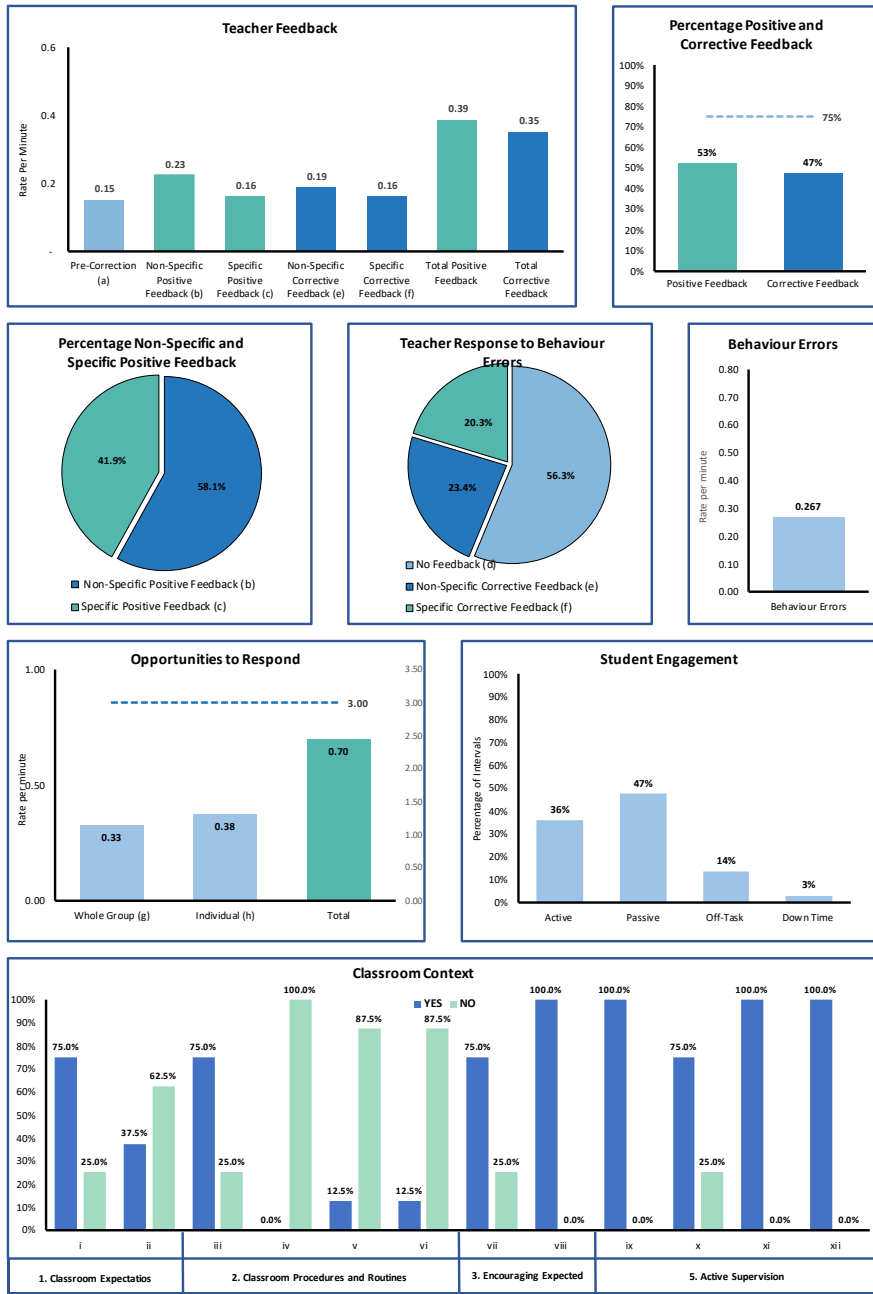 Teacher Feedback
0.6
0.4
0.2
-
Rate Per Minute
0.15
0.23
0.16
0.19
0.16
0.39
0.35
Pre-Correction
(a)
Non-Specific
Positive
Feedback (b)
Specific
Positive
Feedback (c)
Non-Specific
Corrective
Feedback (e)
Specific
Corrective
Feedback (f)
Total Positive
Feedback
Total
Corrective
Feedback
Percentage Positive and
Corrective Feedback
100%
90%
80%
70%
60%
50%
40%
30%
20%
10%
0%
75%
53%
47%
Positive Feedback
Corrective Feedback
Percentage Non-Specific and
Specific Positive Feedback
41.9%
58.1%
Non-Specific Positive Feedback (b)
Specific Positive Feedback (c)
Teacher Response to Behaviour
Errors
20.3%
56.3%
23.4%
No Feedback (d)
Non-Specific Corrective Feedback (e)
Specific Corrective Feedback (f)
Behaviour Errors
0.80
0.70
0.60
0.50
0.40
0.30
0.20
0.10
0.00
Rate per minute
0.267
Behaviour Errors
Opportunities to Respond
1.00
0.50
0.00
Rate per minute
3.00
0.33
0.38
0.70
3.50
3.00
2.50
2.00
1.50
1.00
0.50
0.00
Whole Group (g)
Individual (h)
Total
Student Engagement
100%
90%
80%
70%
60%
50%
40%
30%
20%
10%
0%
Percentage of Intervals
36%
47%
14%
3%
Active
Passive
Off-Task
Down Time
Classroom Context
YES NO
100%
90%
80%
70%
60%
50%
40%
30%
20%
10%
0%
75.0%
25.0%
37.5%
62.5%
75.0%
25.0%
0.0%
100.0%
12.5%
87.5%
12.5%
87.5%
75.0%
25.0%
100.0%
0.0%
100.0%
0.0%
75.0%
25.0%
100.0%
0.0%
100.0%
0.0%
i ii iii iv v vi vii viii ix x xi xii
1. Classroom Expectatios
2. Classroom Procedures and Routines
3. Encouraging Expected
5. Active Supervision